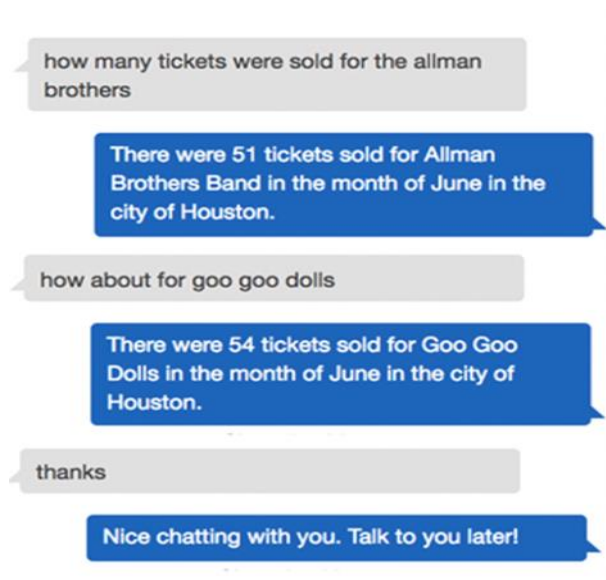 how many tickets were sold for the allman
brothers
There were 51 tickets sold for Allman
Brothers Band in the month of June in the
city of Houston.
how about for goo goo dolls
There were 54 tickets sold for Goo Goo
Dolls in the month of June in the city of
Houston.
thanks
Nice chatting with you. Talk to you later!